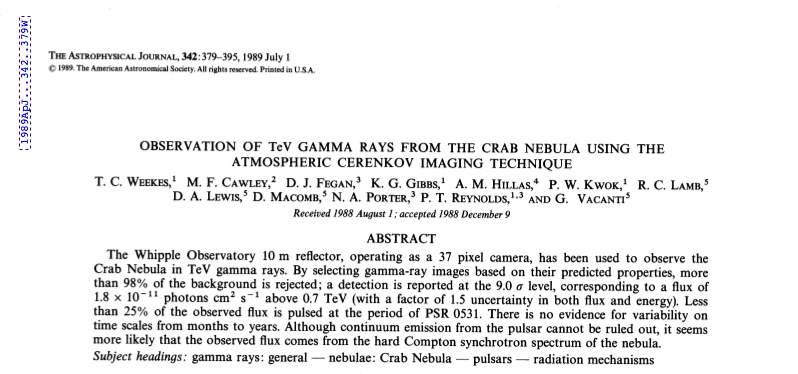 1989ApJ...342..379W
THE ASTROPHYSICAL JOURNAL, 342:379–395, 1989 July 1
© 1989. The American Astronomical Society. All rights reserved. Printed in U.S.A.
OBSERVATION OF TeV GAMMA RAYS FROM THE CRAB NEBULA USING THE
ATMOSPHERIC CERENKOV IMAGING TECHNIQUE
T. C. WEEKES,¹ M. F. CAWLEY,² D. J. FEGAN,³ K. G. GIBBS,¹ A. M. HILLAS,⁴ P. W. KWOK,¹ R. C. LAMB,⁵
D. A. LEWIS,⁵ D. MACOMB,⁵ N. A. PORTER,³ P. T. REYNOLDS,¹,³ AND G. VACANTI⁵
Received 1988 August 1; accepted 1988 December 9
ABSTRACT
The Whipple Observatory 10 m reflector, operating as a 37 pixel camera, has been used to observe the
Crab Nebula in TeV gamma rays. By selecting gamma-ray images based on their predicted properties, more
than 98% of the background is rejected; a detection is reported at the 9.0 σ level, corresponding to a flux of
1.8 × 10⁻¹¹ photons cm² s⁻¹ above 0.7 TeV (with a factor of 1.5 uncertainty in both flux and energy). Less
than 25% of the observed flux is pulsed at the period of PSR 0531. There is no evidence for variability on
time scales from months to years. Although continuum emission from the pulsar cannot be ruled out, it seems
more likely that the observed flux comes from the hard Compton synchrotron spectrum of the nebula.
Subject headings: gamma rays: general — nebulae: Crab Nebula — pulsars — radiation mechanisms